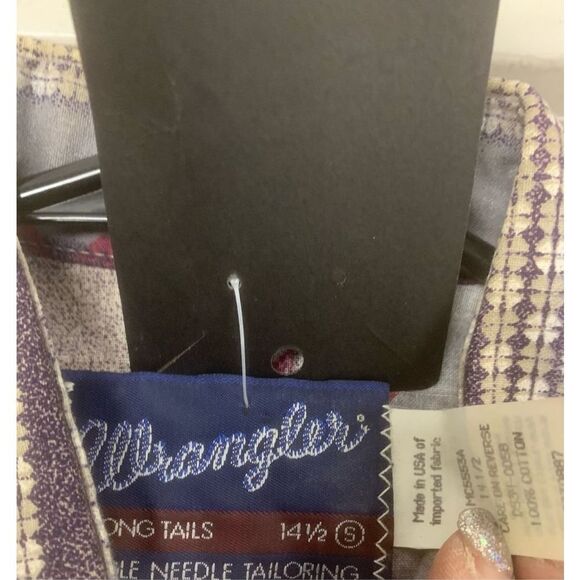 Wrangler®
ONG TAILS 14½ S
LE NEEDLE TAILORING
Made in USA of
imported fabric
MC5553A
14 1/2
CARE ON REVERSE
100% COTTON